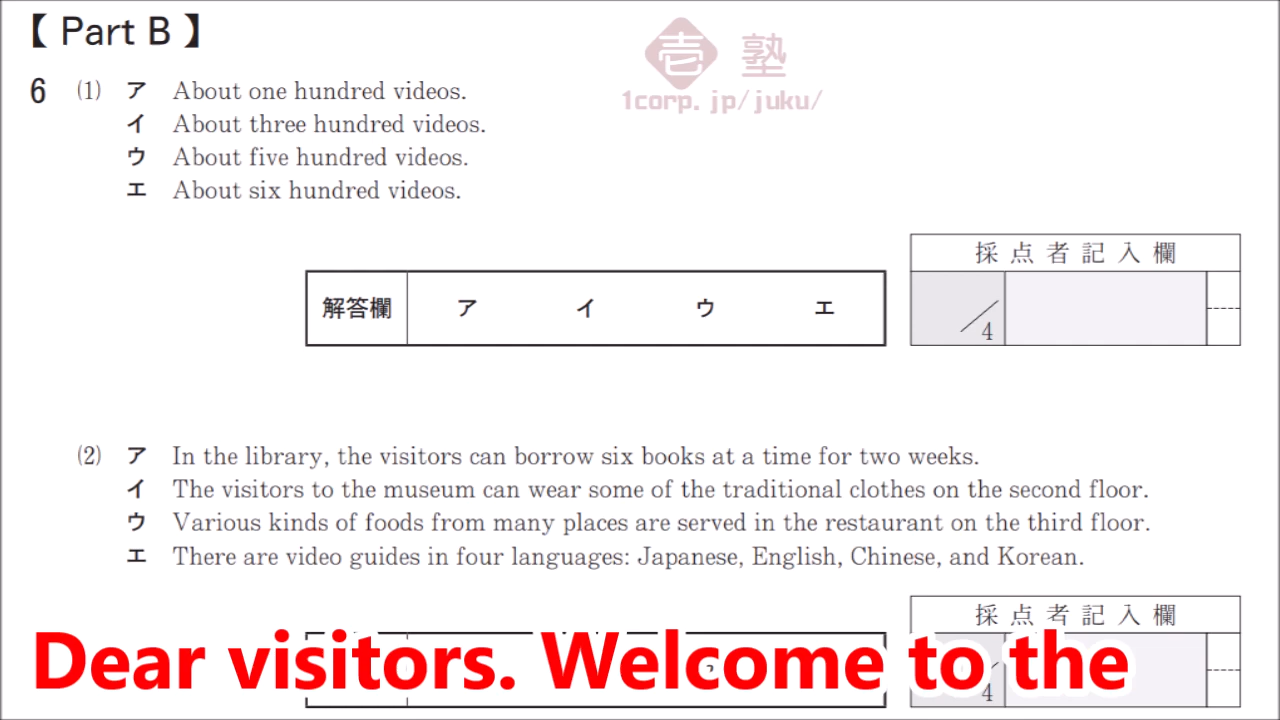 【 Part B 】
壱 塾
1corp.jp/juku/
6 (1) ア About one hundred videos.
イ About three hundred videos.
ウ About five hundred videos.
エ About six hundred videos.
採点者記入欄
解答欄 ア イ ウ エ
4
(2) ア In the library, the visitors can borrow six books at a time for two weeks.
イ The visitors to the museum can wear some of the traditional clothes on the second floor.
ウ Various kinds of foods from many places are served in the restaurant on the third floor.
エ There are video guides in four languages: Japanese, English, Chinese, and Korean.
採点者記入欄
4
Dear visitors. Welcome to the